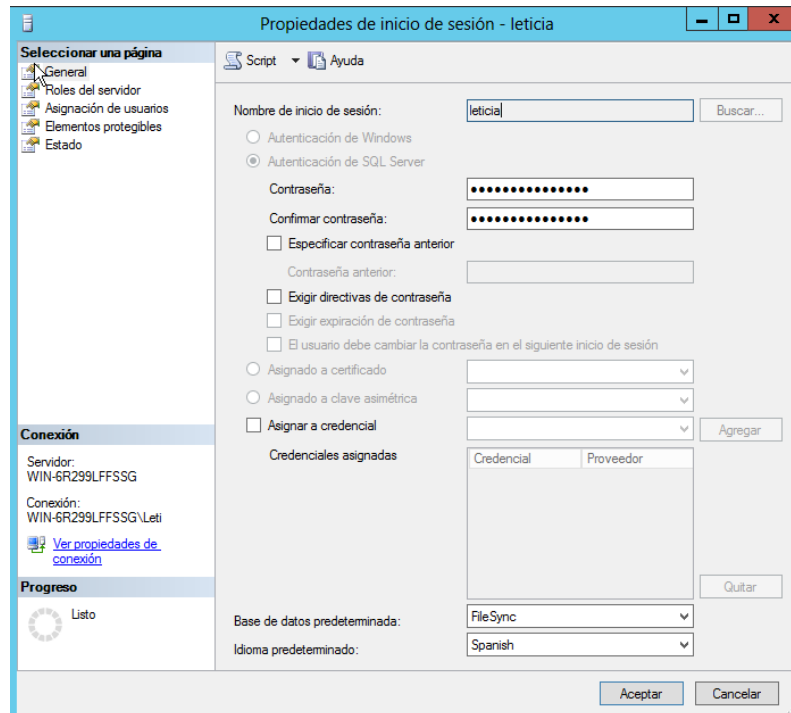 Propiedades de inicio de sesión - leticia
Seleccionar una página
General
Roles del servidor
Asignación de usuarios
Elementos protegibles
Estado
Script
Ayuda
Nombre de inicio de sesión:
leticia
Buscar...
Autenticación de Windows
Autenticación de SQL Server
Contraseña:
●●●●●●●●●●●●●●●
Confirmar contraseña:
●●●●●●●●●●●●●●●
Especificar contraseña anterior
Contraseña anterior:
Exigir directivas de contraseña
Exigir expiración de contraseña
El usuario debe cambiar la contraseña en el siguiente inicio de sesión
Asignado a certificado
Asignado a clave asimétrica
Asignar a credencial
Agregar
Credenciales asignadas
Credencial
Proveedor
Quitar
Base de datos predeterminada:
FileSync
Idioma predeterminado:
Spanish
Conexión
Servidor:
WIN-6R299LFFSSG
Conexión:
WIN-6R299LFFSSG\Leti
Ver propiedades de
conexión
Progreso
Listo
Aceptar
Cancelar